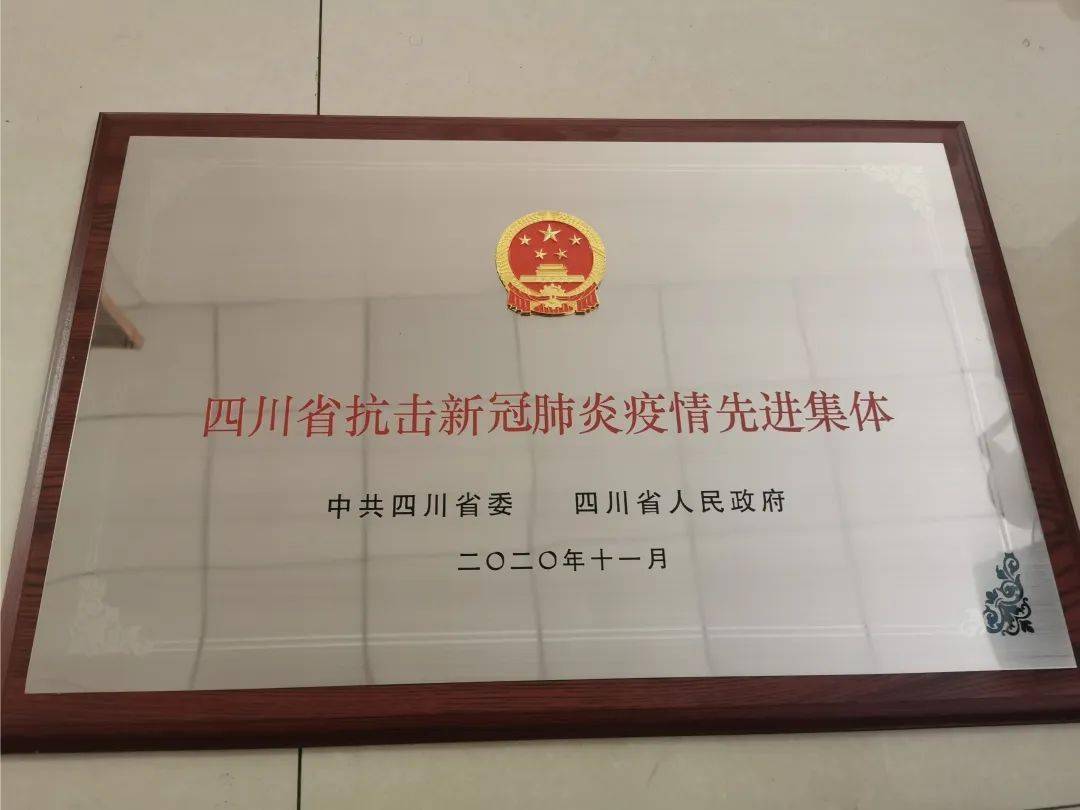 四川省抗击新冠肺炎疫情先进集体
中共四川省委 四川省人民政府
二〇二〇年十一月